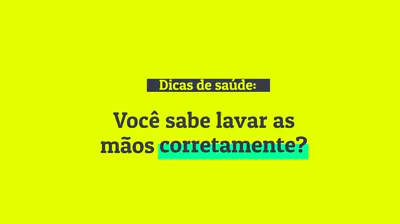 Dicas de saúde:
Você sabe lavar as
mãos corretamente?